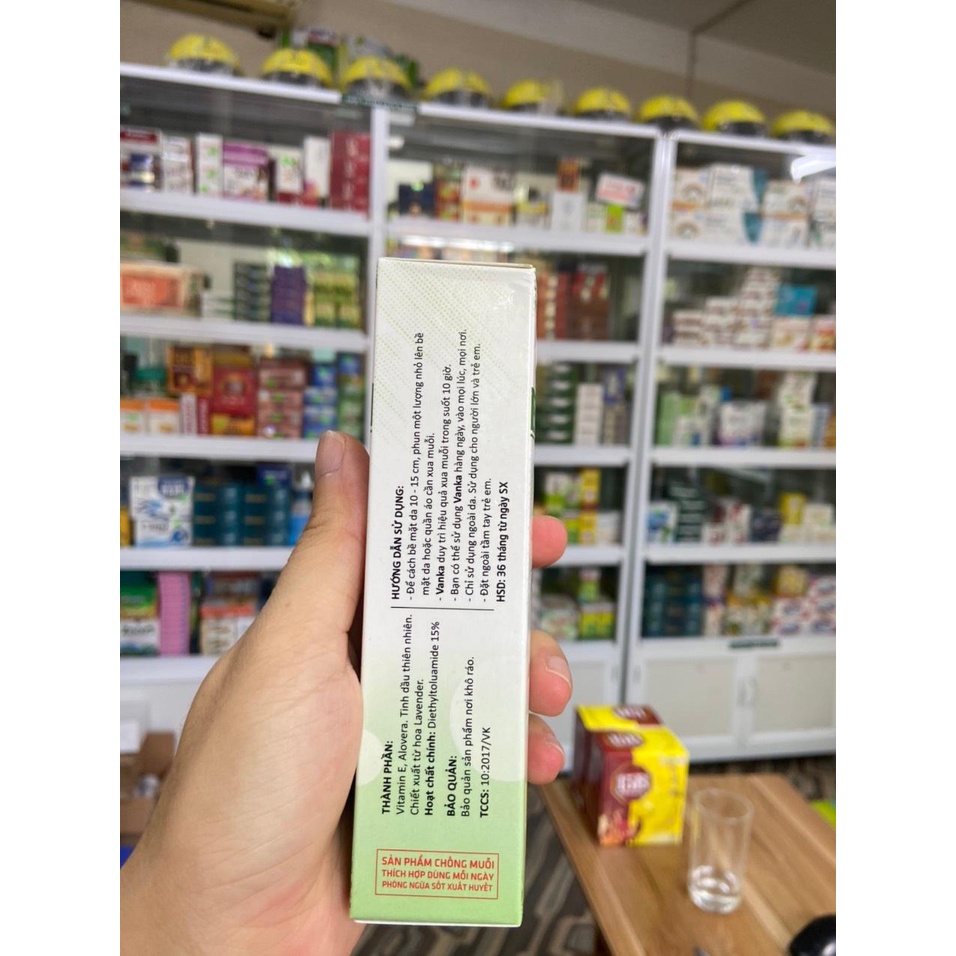 THÀNH PHẦN:
Vitamin E, Alovera. Tinh dầu thiên nhiên.
Chiết xuất từ hoa Lavender.
Hoạt chất chính: Diethyltoluamide 15%
BẢO QUẢN:
Bảo quản sản phẩm nơi khô ráo.
TCCS: 10:2017/VK
HƯỚNG DẪN SỬ DỤNG:
- Để cách bề mặt da 10 - 15 cm, phun một lượng nhỏ lên bề
mặt da hoặc quần áo cần xua muỗi.
- Vanka duy trì hiệu quả xua muỗi trong suốt 10 giờ.
- Bạn có thể sử dụng Vanka hàng ngày, vào mọi lúc, mọi nơi.
- Chỉ sử dụng ngoài da. Sử dụng cho người lớn và trẻ em.
- Đặt ngoài tầm tay trẻ em.
HSD: 36 tháng từ ngày SX
SẢN PHẨM CHỐNG MUỖI
THÍCH HỢP DÙNG MỖI NGÀY
PHÒNG NGỪA SỐT XUẤT HUYẾT